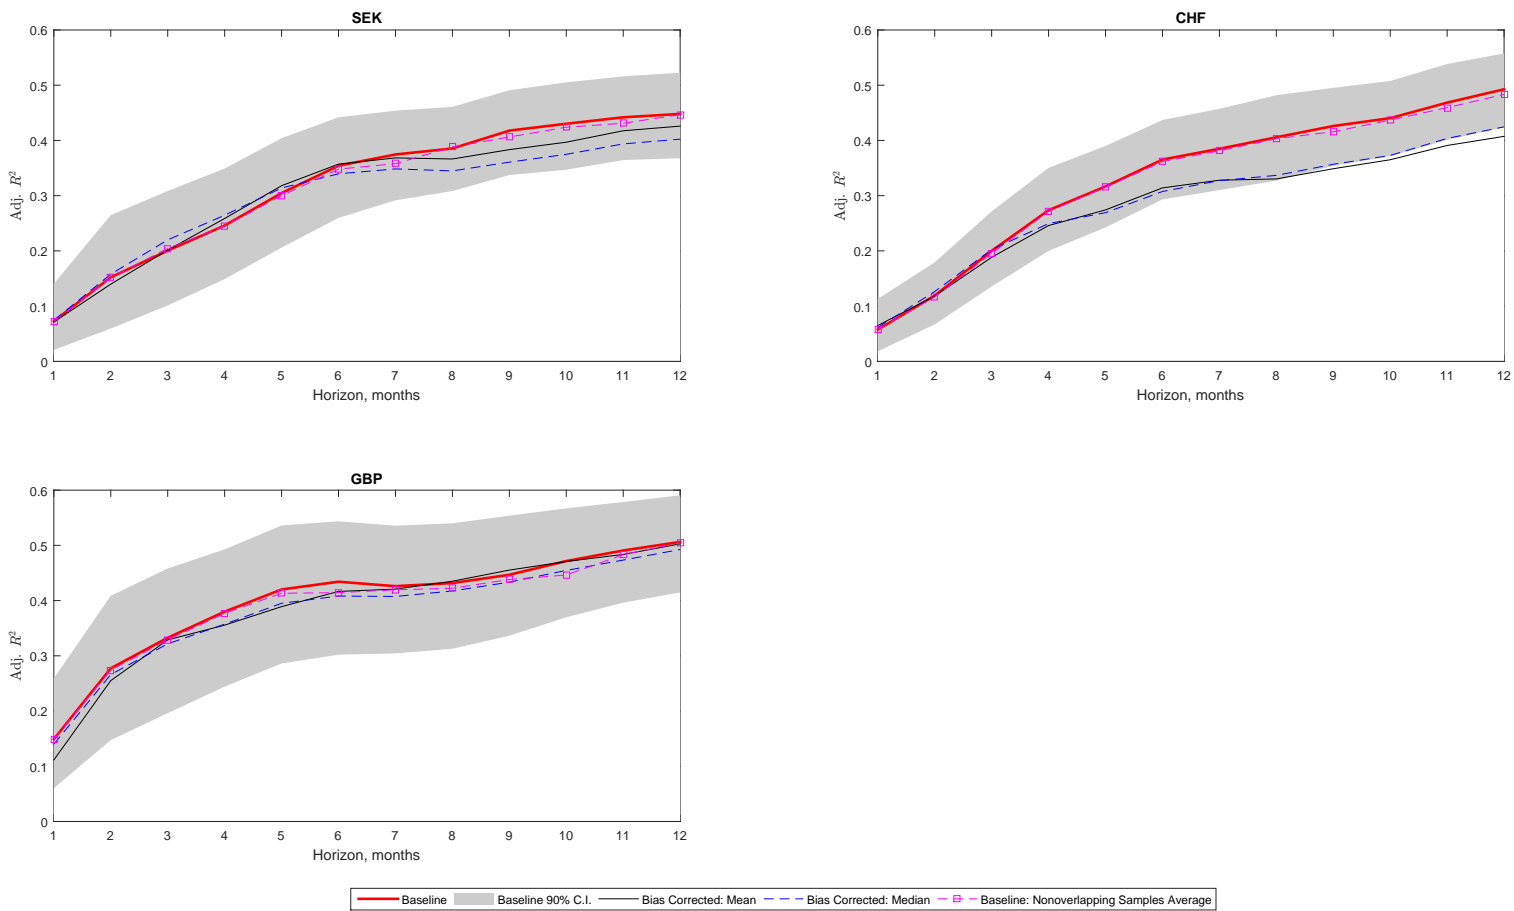 SEK
0.6
0.5
0.4
0.3
0.2
0.1
0
Adj. R²
1 2 3 4 5 6 7 8 9 10 11 12
Horizon, months
CHF
0.6
0.5
0.4
0.3
0.2
0.1
0
Adj. R²
1 2 3 4 5 6 7 8 9 10 11 12
Horizon, months
GBP
0.6
0.5
0.4
0.3
0.2
0.1
0
Adj. R²
1 2 3 4 5 6 7 8 9 10 11 12
Horizon, months
Baseline Baseline 90% C.I. Bias Corrected: Mean Bias Corrected: Median Baseline: Nonoverlapping Samples Average